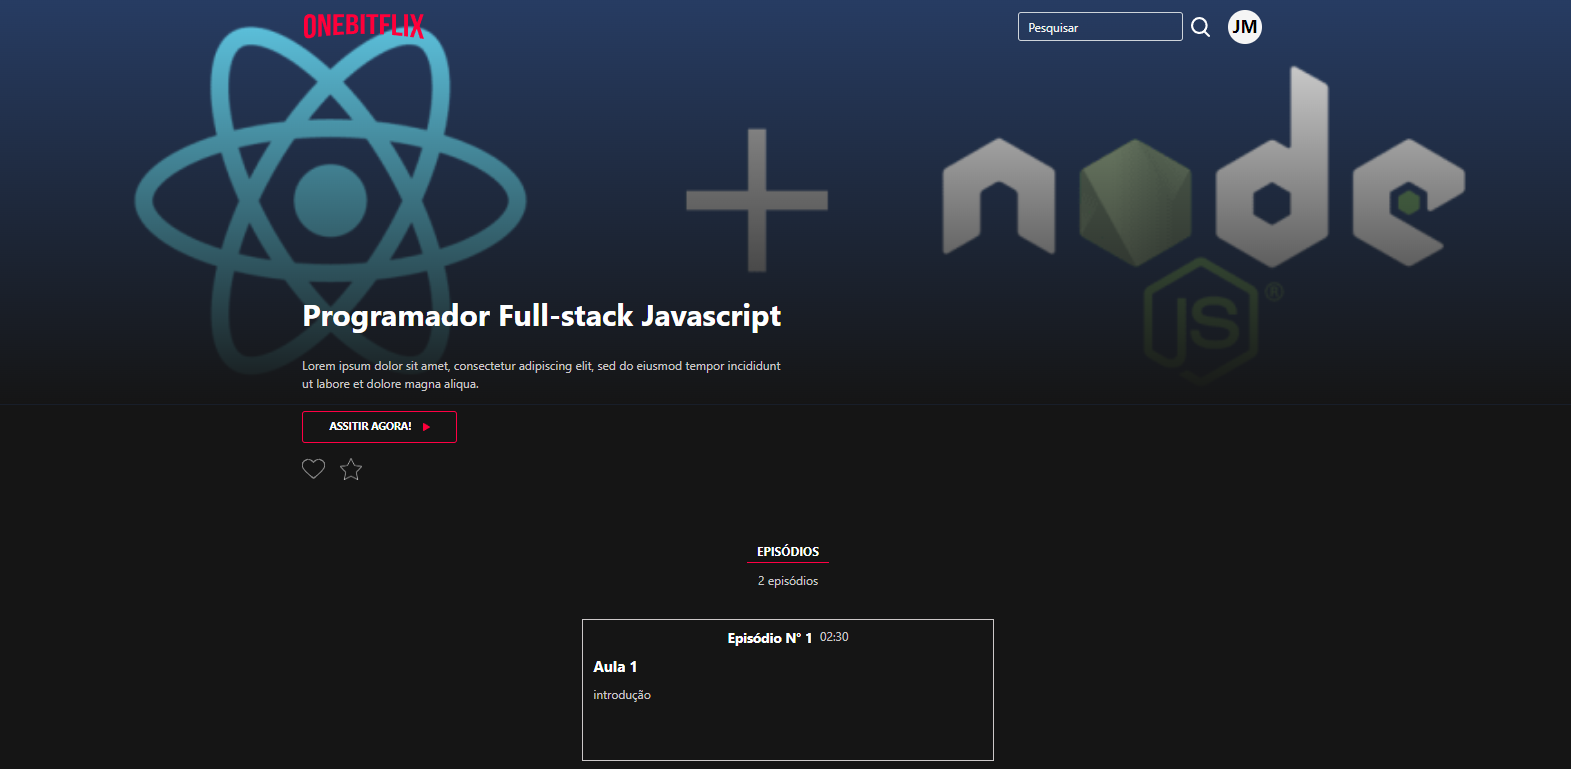 ONEBITFLIX
Pesquisar
JM
node
JS ®
Programador Full-stack Javascript
Lorem ipsum dolor sit amet, consectetur adipiscing elit, sed do eiusmod tempor incididunt
ut labore et dolore magna aliqua.
ASSITIR AGORA!
EPISÓDIOS
2 episódios
Episódio Nº 1 02:30
Aula 1
introdução